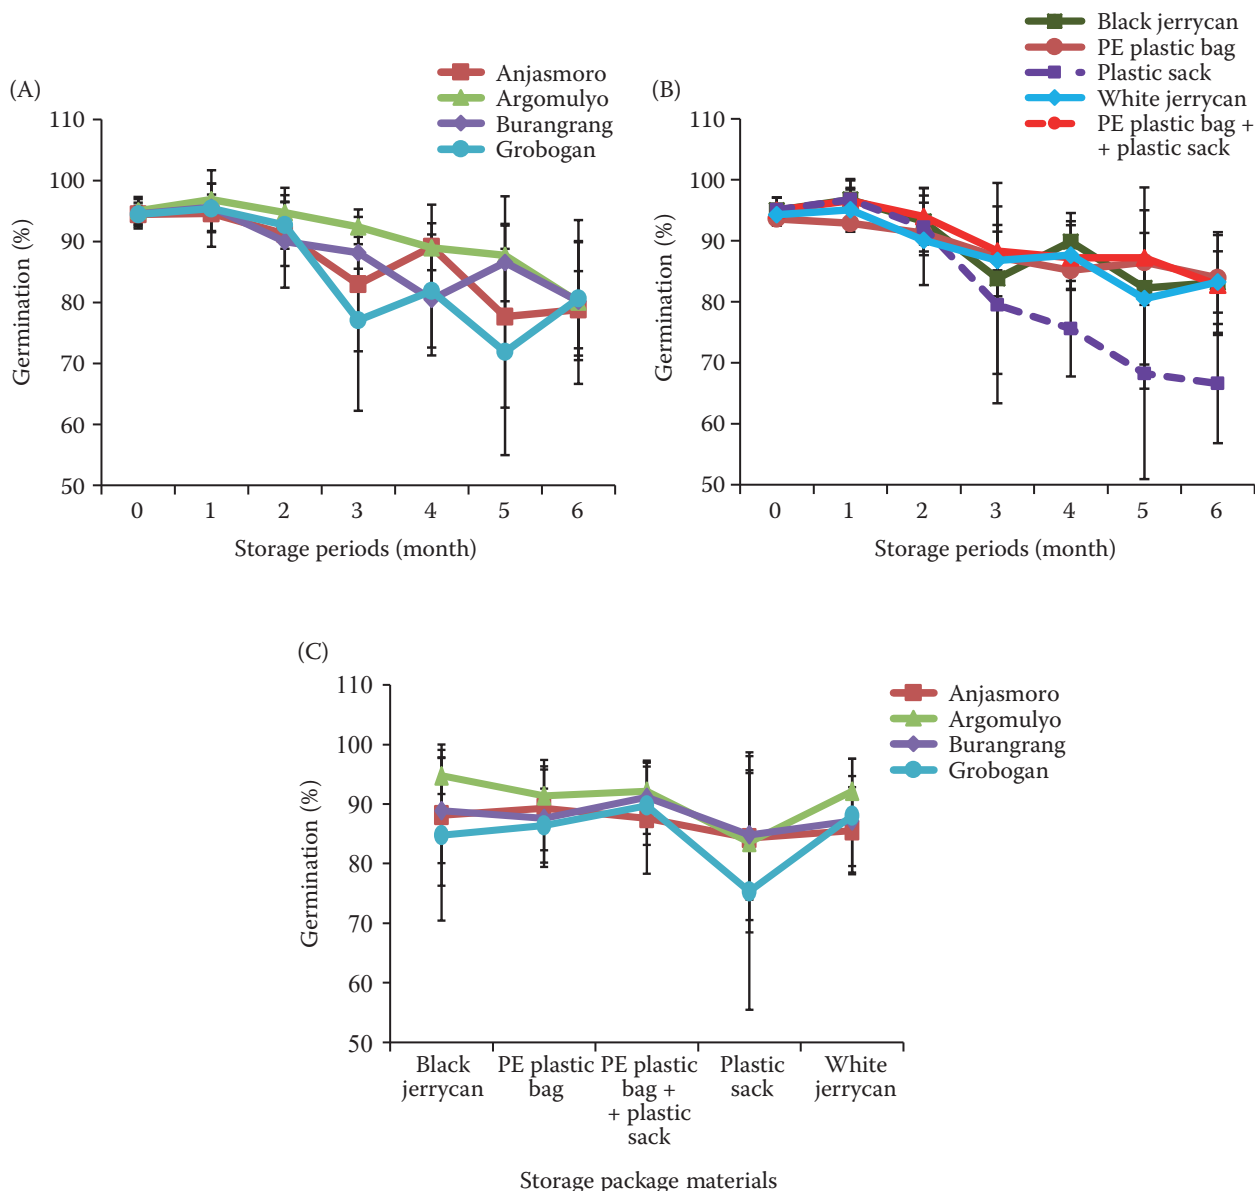 (A)
Anjasmoro
Argomulyo
Burangrang
Grobogan
110
100
90
80
70
60
50
Germination (%)
0 1 2 3 4 5 6
Storage periods (month)
(B)
Black jerrycan
PE plastic bag
Plastic sack
White jerrycan
PE plastic bag +
+ plastic sack
110
100
90
80
70
60
50
Germination (%)
0 1 2 3 4 5 6
Storage periods (month)
(C)
Anjasmoro
Argomulyo
Burangrang
Grobogan
110
100
90
80
70
60
50
Germination (%)
Black
jerrycan
PE plastic
bag
PE plastic
bag +
+ plastic
sack
Plastic
sack
White
jerrycan
Storage package materials